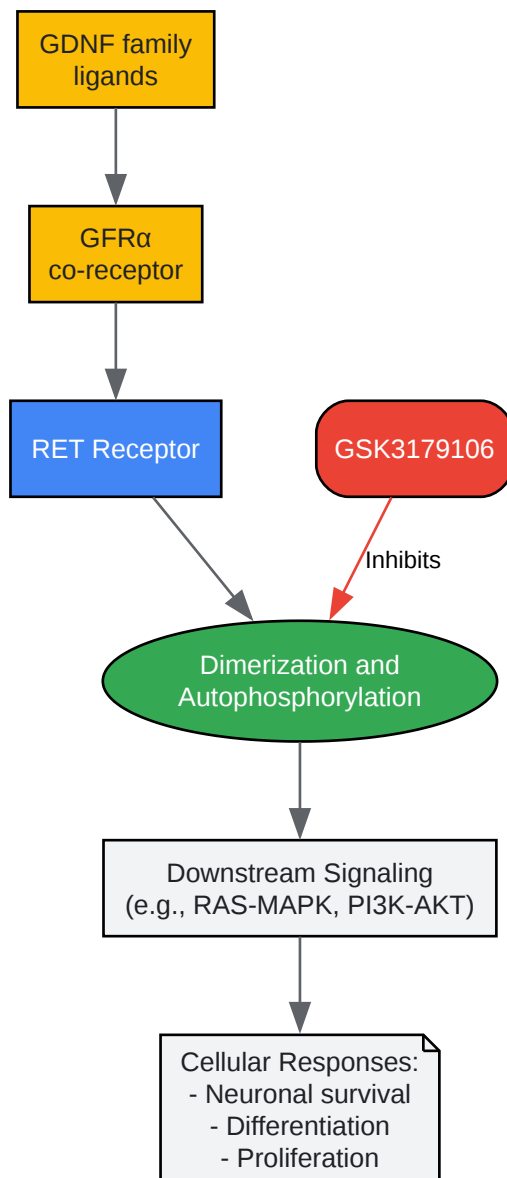 GDNF family
ligands
GFRα
co-receptor
RET Receptor
GSK3179106
Inhibits
Dimerization and
Autophosphorylation
Downstream Signaling
(e.g., RAS-MAPK, PI3K-AKT)
Cellular Responses:
- Neuronal survival
- Differentiation
- Proliferation